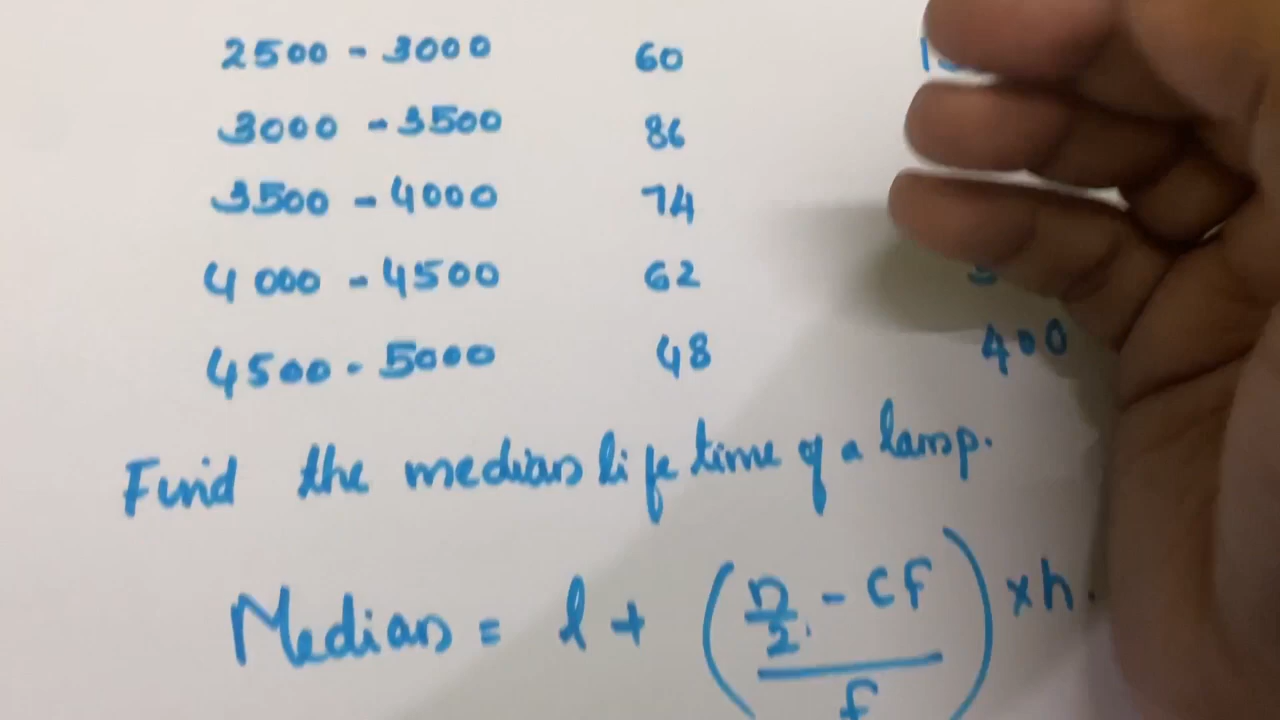 2500 - 3000 60
3000 - 3500 86
3500 - 4000 74
4000 - 4500 62
4500 - 5000 48 400
Find the median life time of a lamp.
Median = l + (n/2 - CF / f) × h.